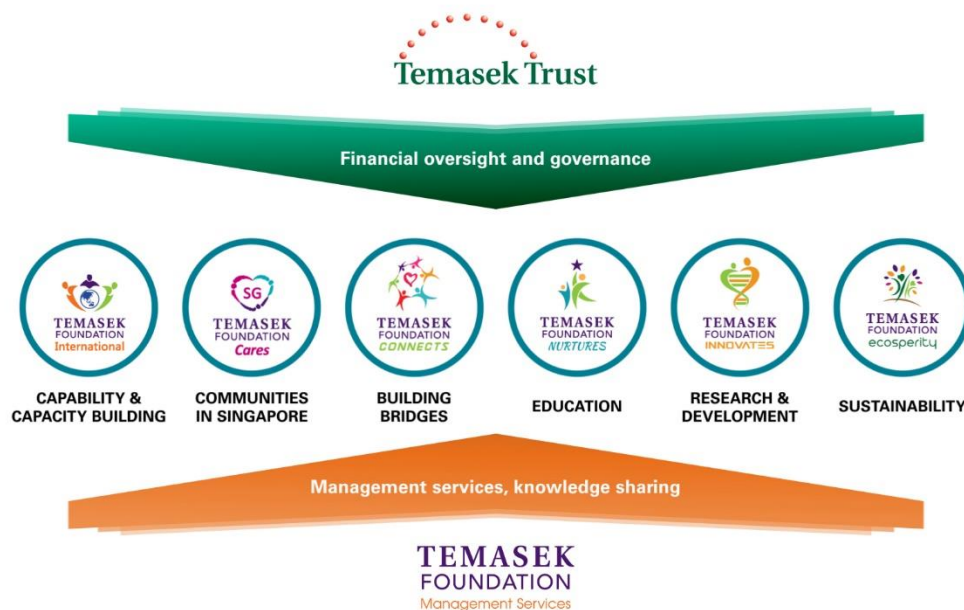 Temasek Trust
Financial oversight and governance
TEMASEK
FOUNDATION
International
SG
TEMASEK
FOUNDATION
Cares
TEMASEK
FOUNDATION
CONNECTS
TEMASEK
FOUNDATION
NURTURES
TEMASEK
FOUNDATION
INNOVATES
TEMASEK
FOUNDATION
ecosperity
CAPABILITY &
CAPACITY BUILDING
COMMUNITIES
IN SINGAPORE
BUILDING
BRIDGES
EDUCATION
RESEARCH &
DEVELOPMENT
SUSTAINABILITY
Management services, knowledge sharing
TEMASEK
FOUNDATION
Management Services